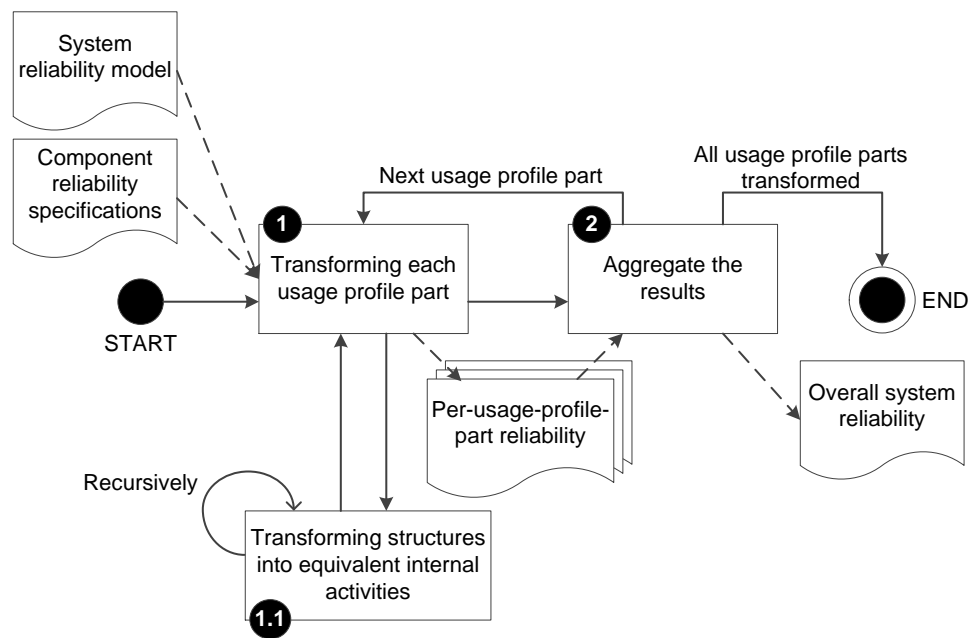 System
reliability model
Component
reliability
specifications
Next usage profile part
All usage profile parts
transformed
1
Transforming each
usage profile part
2
Aggregate the
results
START
END
Per-usage-profile-
part reliability
Overall system
reliability
Recursively
Transforming structures
into equivalent internal
activities
1.1